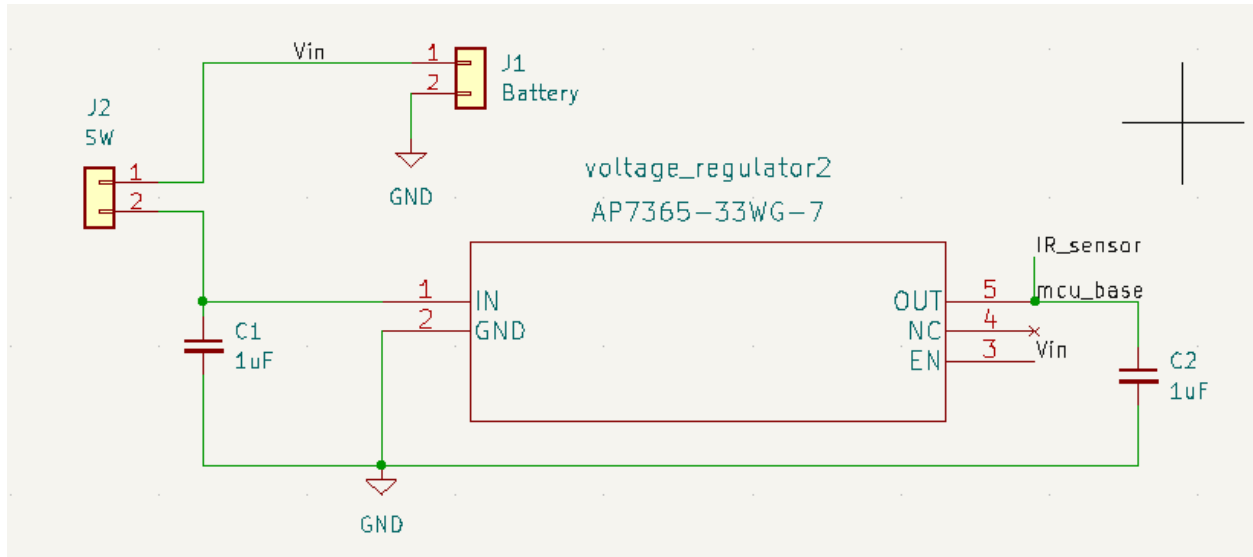 Vin
1
2
J1
Battery
GND
J2
SW
1
2
voltage_regulator2
AP7365-33WG-7
1
IN
2
GND
OUT
5
NC
4
EN
3
IR_sensor
mcu_base
Vin
C1
1uF
C2
1uF
GND